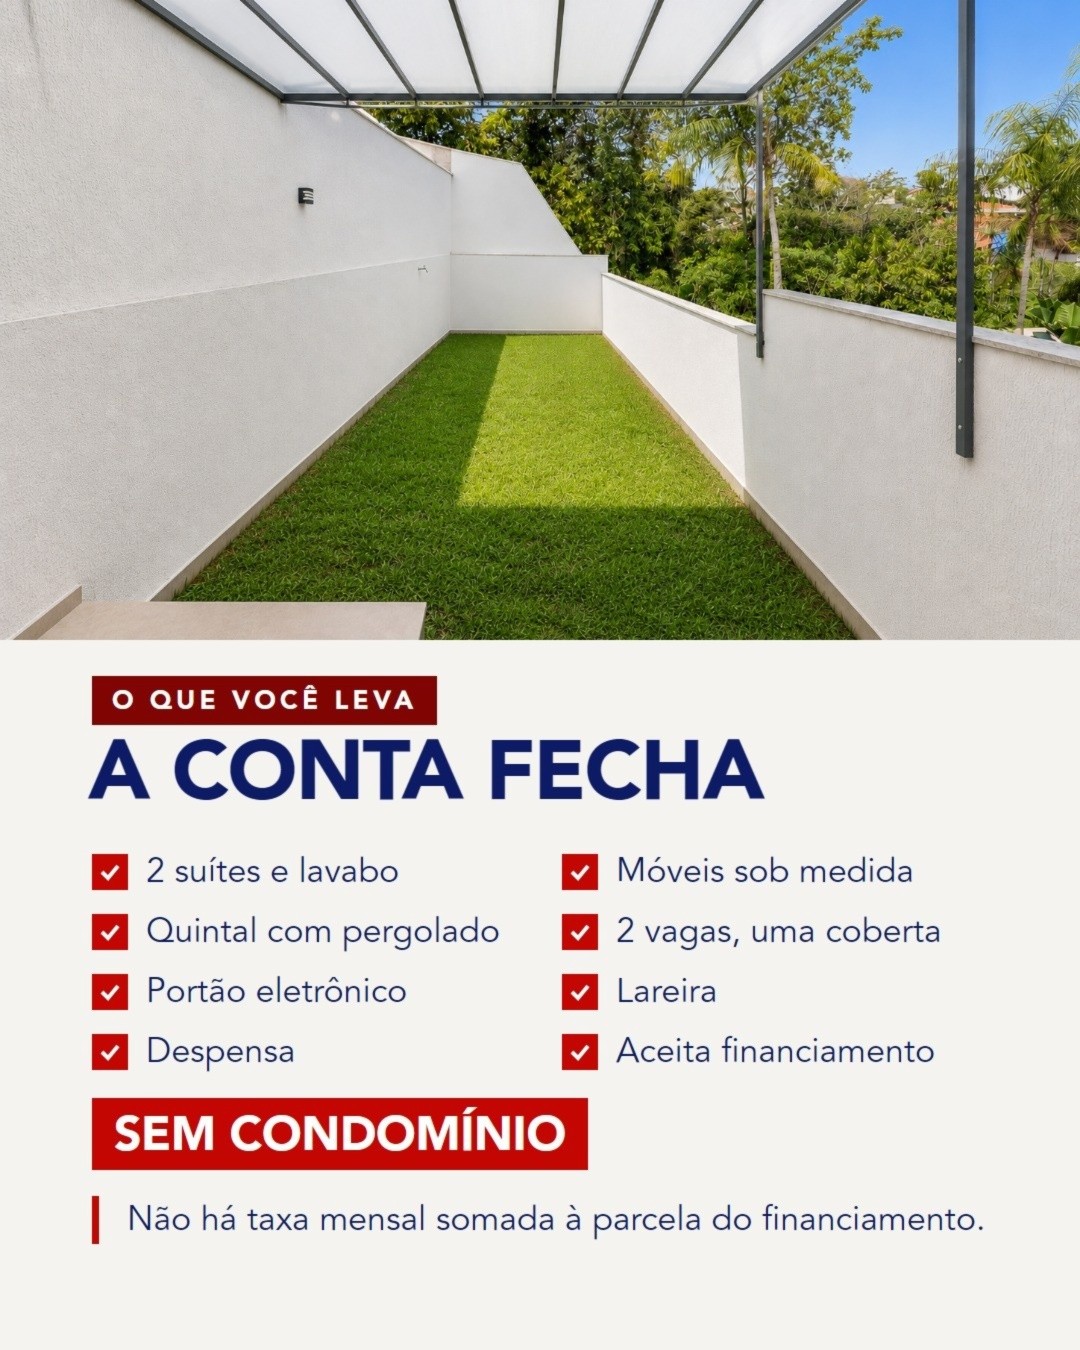 O QUE VOCÊ LEVA
A CONTA FECHA
2 suítes e lavabo
Quintal com pergolado
Portão eletrônico
Despensa
Móveis sob medida
2 vagas, uma coberta
Lareira
Aceita financiamento
SEM CONDOMÍNIO
Não há taxa mensal somada à parcela do financiamento.